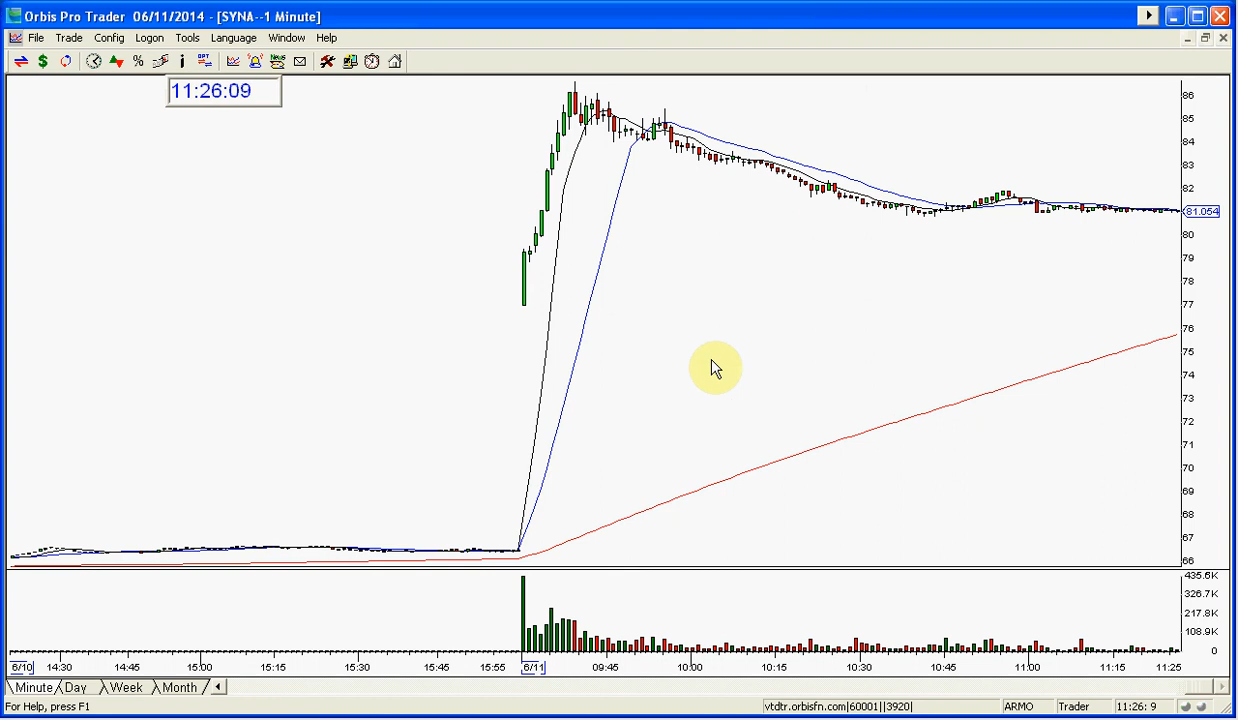 Orbis Pro Trader 06/11/2014 - [SYNA--1 Minute]
File Trade Config Logon Tools Language Window Help
$ % i OPT News
11:26:09
86
85
84
83
82
81.054
80
79
78
77
76
75
74
73
72
71
70
69
68
67
66
435.6K
326.7K
217.8K
108.9K
0
6/10 14:30 14:45 15:00 15:15 15:30 15:45 15:55 6/11 09:45 10:00 10:15 10:30 10:45 11:00 11:15 11:25
Minute Day Week Month
For Help, press F1 vtdtr.orbisfn.com|60001||3920| ARMO Trader 11:26: 9